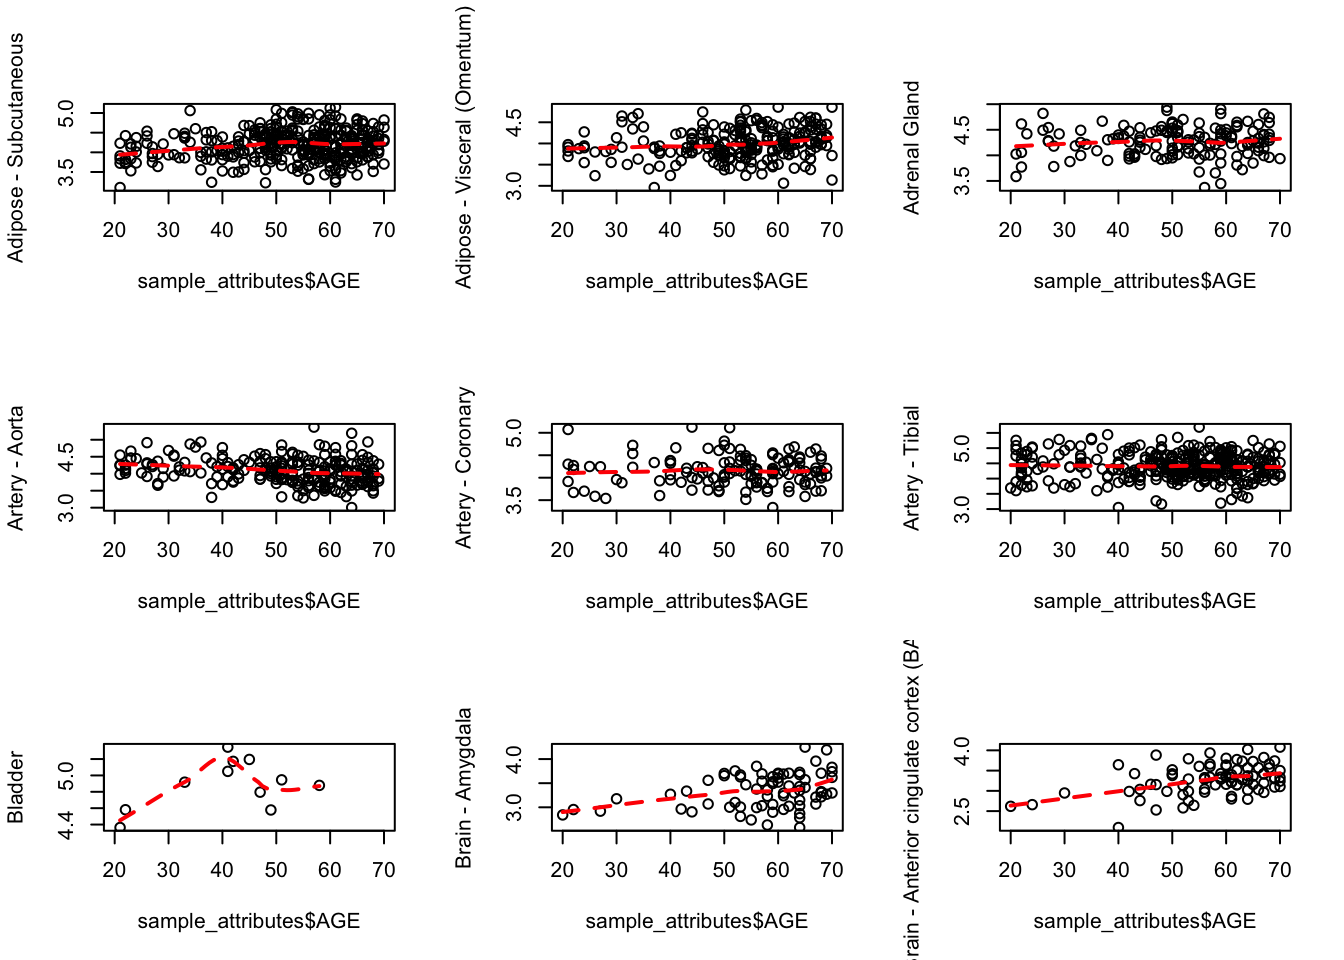 Adipose - Subcutaneous
3.5 5.0
20 30 40 50 60 70
sample_attributes$AGE
Adipose - Visceral (Omentum)
3.0 4.5
20 30 40 50 60 70
sample_attributes$AGE
Adrenal Gland
3.5 4.5
20 30 40 50 60 70
sample_attributes$AGE
Artery - Aorta
3.0 4.5
20 30 40 50 60 70
sample_attributes$AGE
Artery - Coronary
3.5 5.0
20 30 40 50 60 70
sample_attributes$AGE
Artery - Tibial
3.0 5.0
20 30 40 50 60 70
sample_attributes$AGE
Bladder
4.4 5.0
20 30 40 50 60 70
sample_attributes$AGE
Brain - Amygdala
3.0 4.0
20 30 40 50 60 70
sample_attributes$AGE
rain - Anterior cingulate cortex (BA
2.5 4.0
20 30 40 50 60 70
sample_attributes$AGE